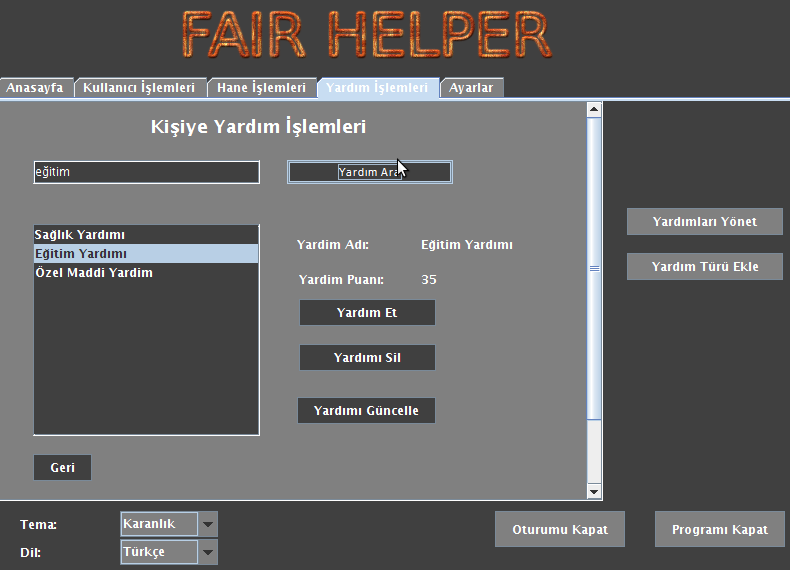 FAIR HELPER
Anasayfa Kullanıcı İşlemleri Hane İşlemleri Yardım İşlemleri Ayarlar
Kişiye Yardım İşlemleri
eğitim
Yardım Ara
Sağlık Yardımı
Eğitim Yardımı
Özel Maddi Yardim
Yardim Adı: Eğitim Yardımı
Yardim Puanı: 35
Yardım Et
Yardımı Sil
Yardımı Güncelle
Geri
Yardımları Yönet
Yardım Türü Ekle
Tema: Karanlık
Dil: Türkçe
Oturumu Kapat
Programı Kapat